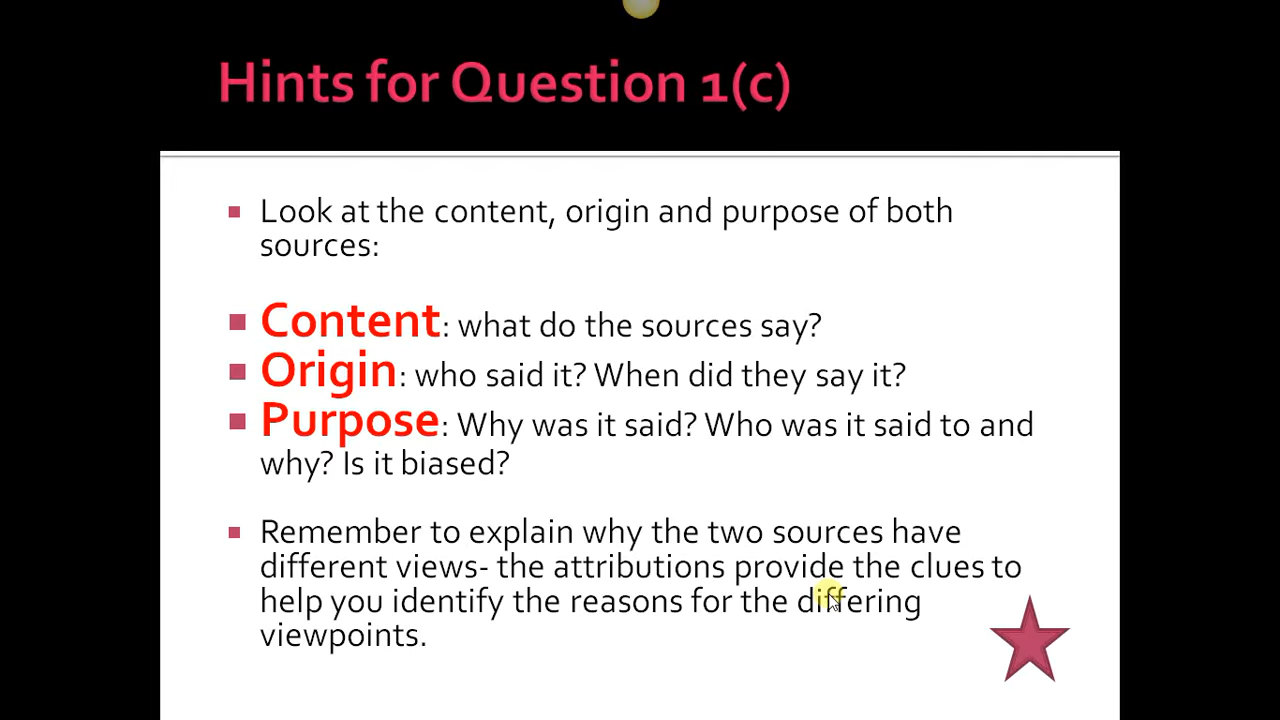 Hints for Question 1(c)
Look at the content, origin and purpose of both
sources:
Content: what do the sources say?
Origin: who said it? When did they say it?
Purpose: Why was it said? Who was it said to and
why? Is it biased?
Remember to explain why the two sources have
different views- the attributions provide the clues to
help you identify the reasons for the differing
viewpoints.